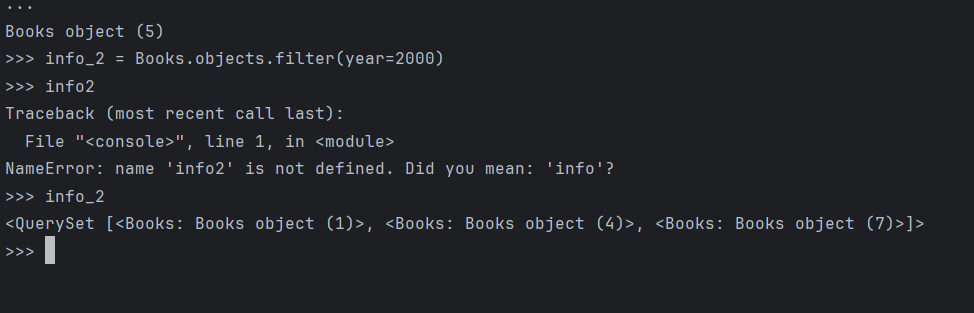 ...
Books object (5)
>>> info_2 = Books.objects.filter(year=2000)
>>> info2
Traceback (most recent call last):
  File "<console>", line 1, in <module>
NameError: name 'info2' is not defined. Did you mean: 'info'?
>>> info_2
<QuerySet [<Books: Books object (1)>, <Books: Books object (4)>, <Books: Books object (7)>]>
>>>